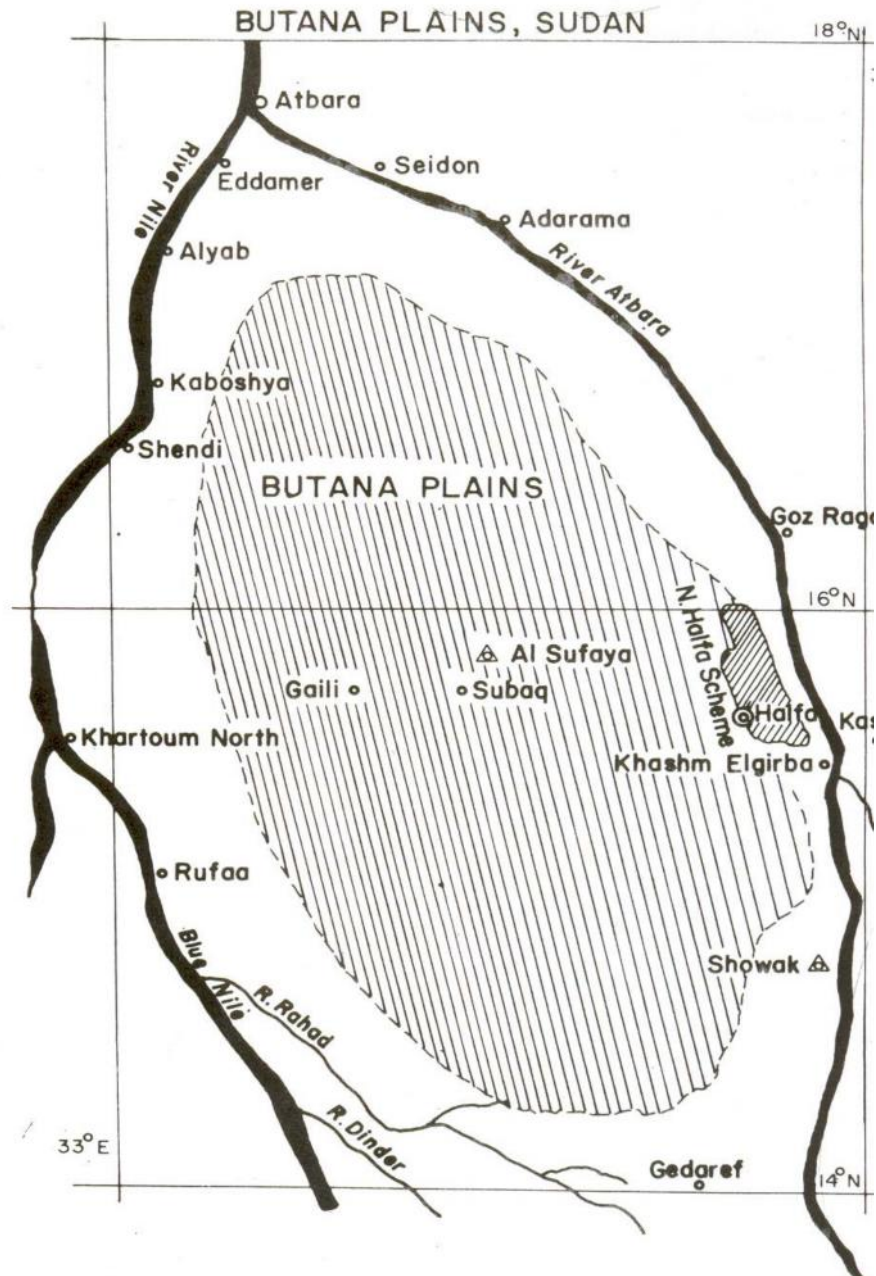 BUTANA PLAINS, SUDAN
18°N
Atbara
River Nile
Eddamer
Seidon
Adarama
Alyab
River Atbara
Kaboshya
Shendi
BUTANA PLAINS
Goz Rag
16°N
N. Halfa Scheme
Al Sufaya
Gaili
Subaq
Halfa
Kas
Khartoum North
Khashm Elgirba
Rufaa
Blue Nile
Showak
R. Rahad
R. Dinder
33°E
Gedaref
14°N